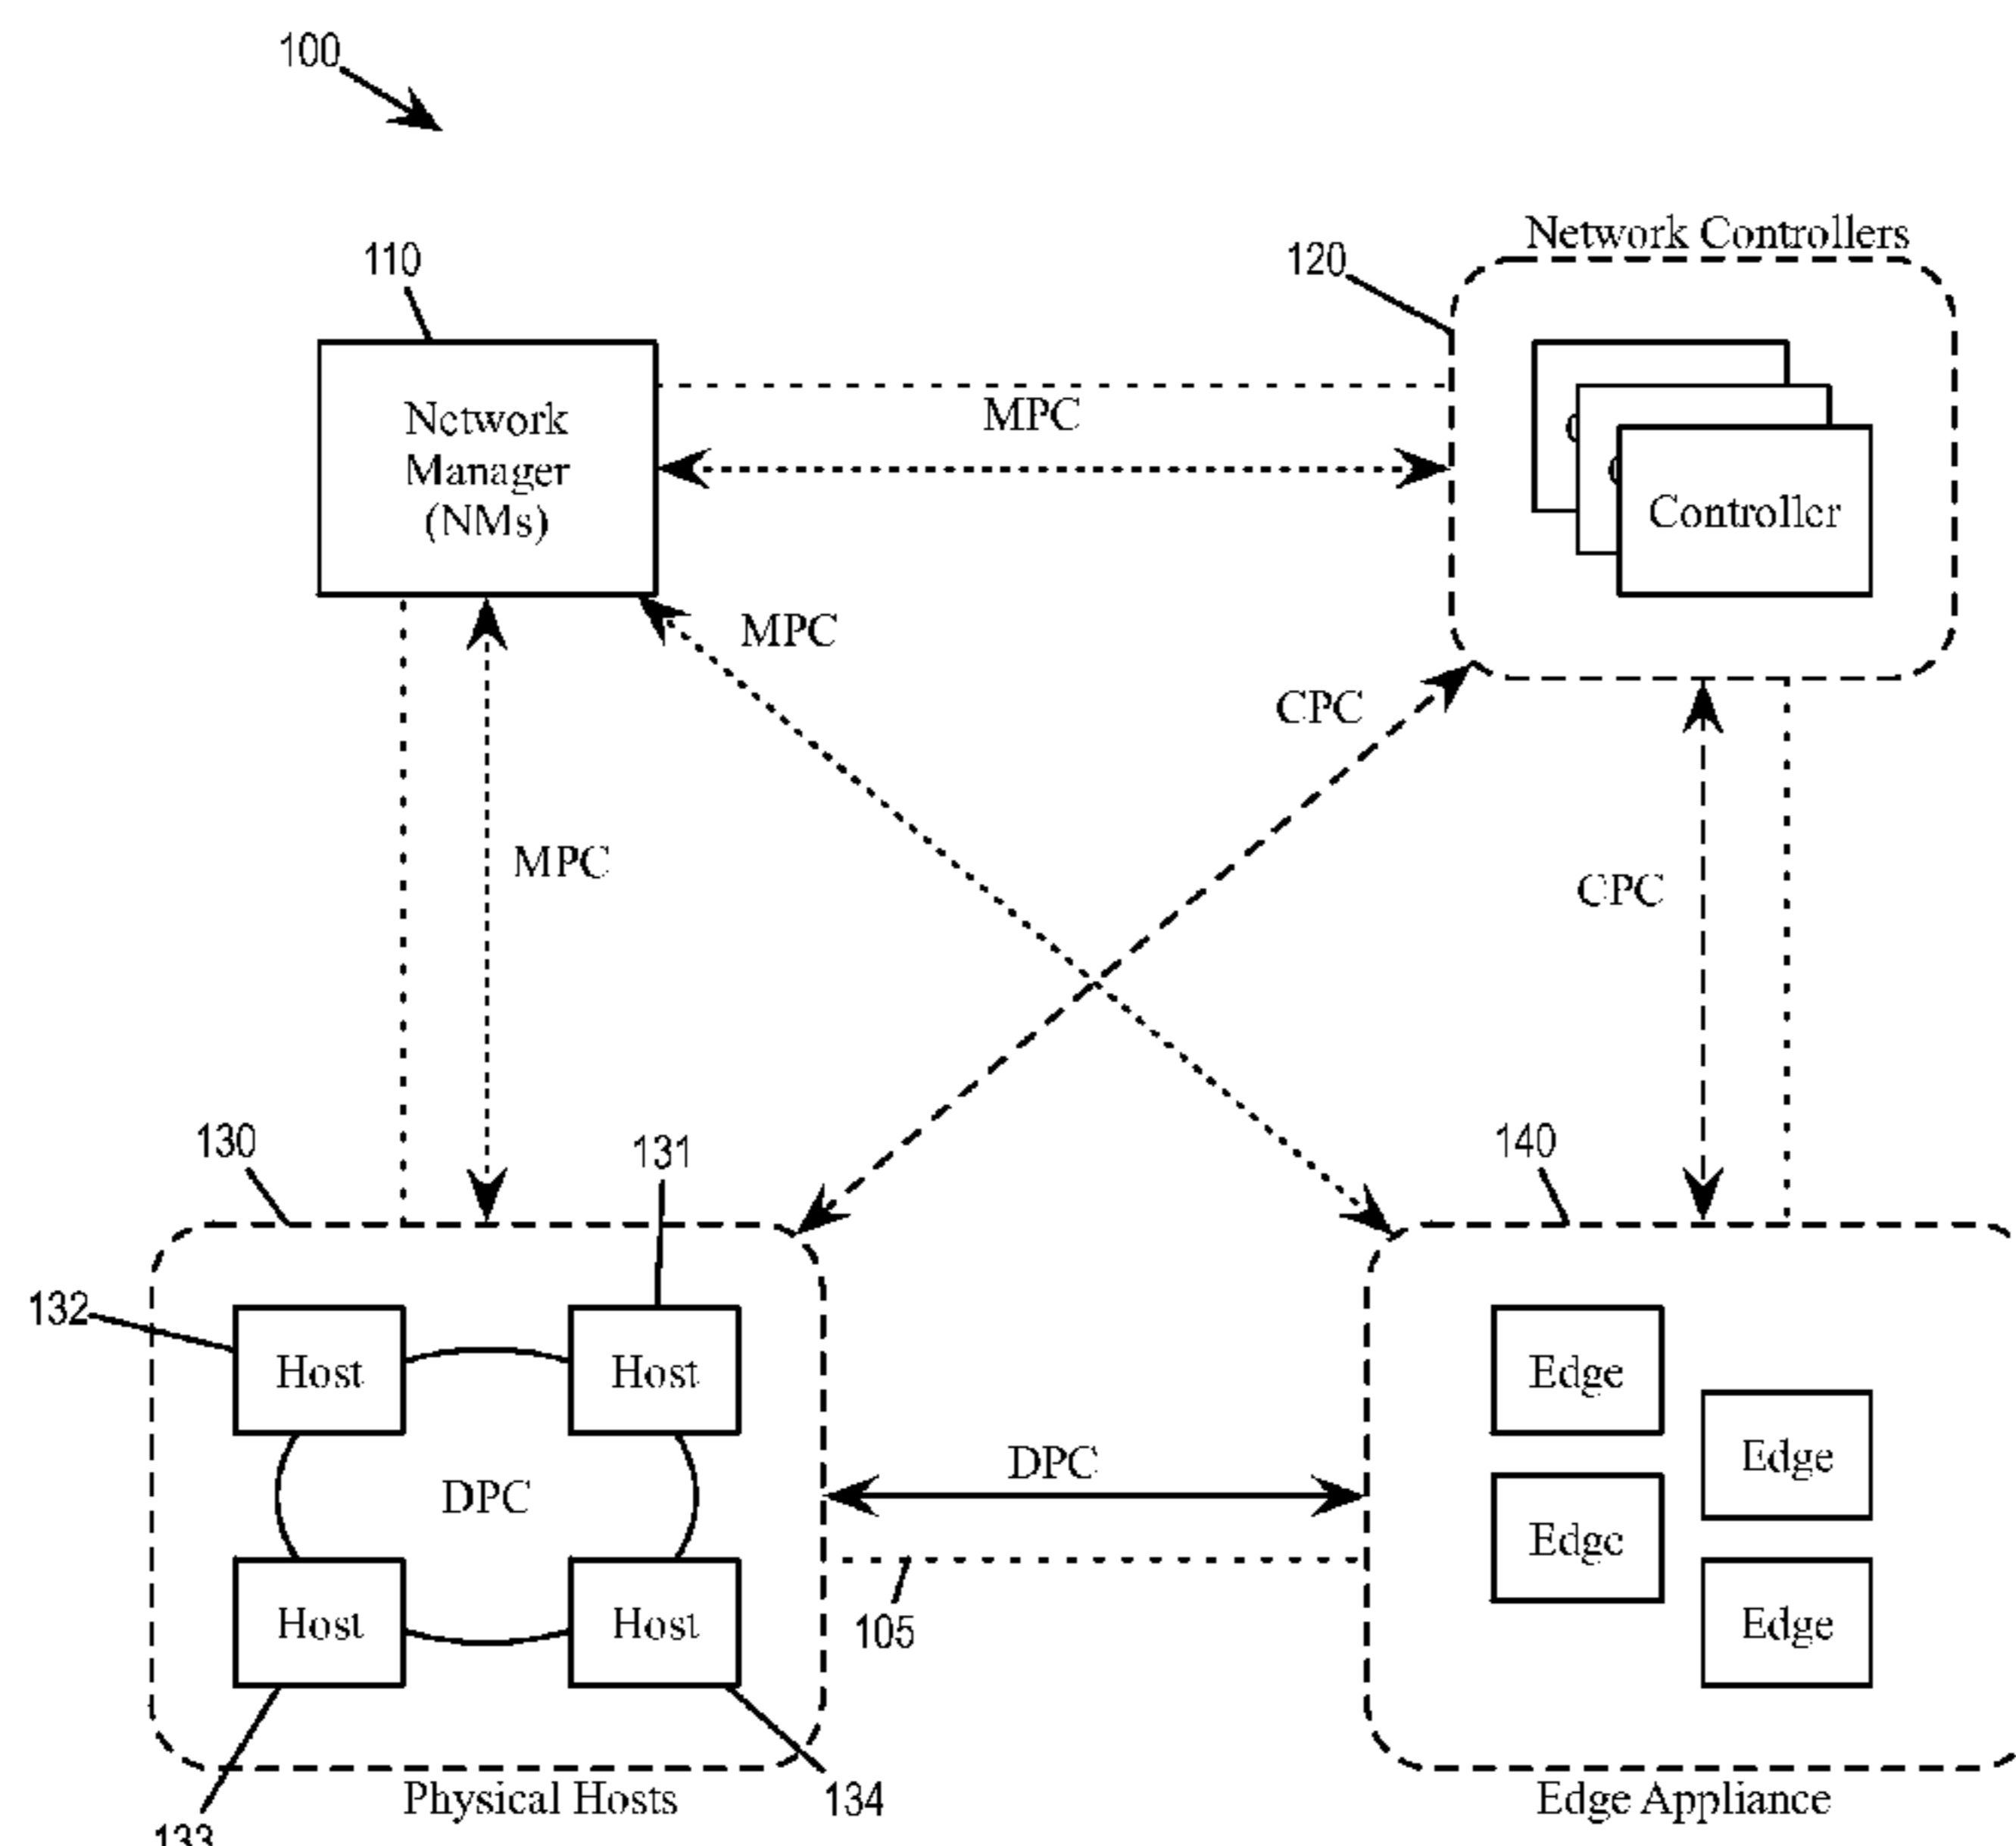 100
110
120
Network Controllers
Network
Manager
(NMs)
MPC
Controller
MPC
CPC
MPC
CPC
130
131
140
132
Host
Host
Edge
Edge
DPC
DPC
Edge
Host
Host
105
Edge
Physical Hosts
134
Edge Appliance
133